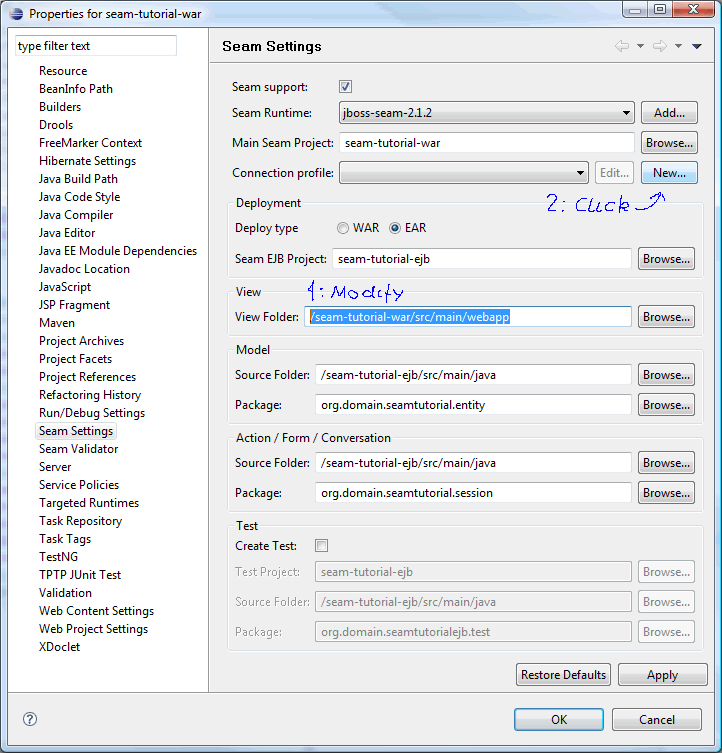 Properties for seam-tutorial-war
type filter text
Resource
BeanInfo Path
Builders
Drools
FreeMarker Context
Hibernate Settings
Java Build Path
Java Code Style
Java Compiler
Java Editor
Java EE Module Dependencies
Javadoc Location
JavaScript
JSP Fragment
Maven
Project Archives
Project Facets
Project References
Refactoring History
Run/Debug Settings
Seam Settings
Seam Validator
Server
Service Policies
Targeted Runtimes
Task Repository
Task Tags
TestNG
TPTP JUnit Test
Validation
Web Content Settings
Web Project Settings
XDoclet
Seam Settings
Seam support:
Seam Runtime: jboss-seam-2.1.2 Add...
Main Seam Project: seam-tutorial-war Browse...
Connection profile: Edit... New...
2: Click
Deployment
Deploy type WAR EAR
Seam EJB Project: seam-tutorial-ejb Browse...
1: Modify
View
View Folder: /seam-tutorial-war/src/main/webapp Browse...
Model
Source Folder: /seam-tutorial-ejb/src/main/java Browse...
Package: org.domain.seamtutorial.entity Browse...
Action / Form / Conversation
Source Folder: /seam-tutorial-ejb/src/main/java Browse...
Package: org.domain.seamtutorial.session Browse...
Test
Create Test:
Test Project: seam-tutorial-ejb Browse...
Source Folder: /seam-tutorial-ejb/src/main/java Browse...
Package: org.domain.seamtutorialejb.test Browse...
Restore Defaults Apply
? OK Cancel